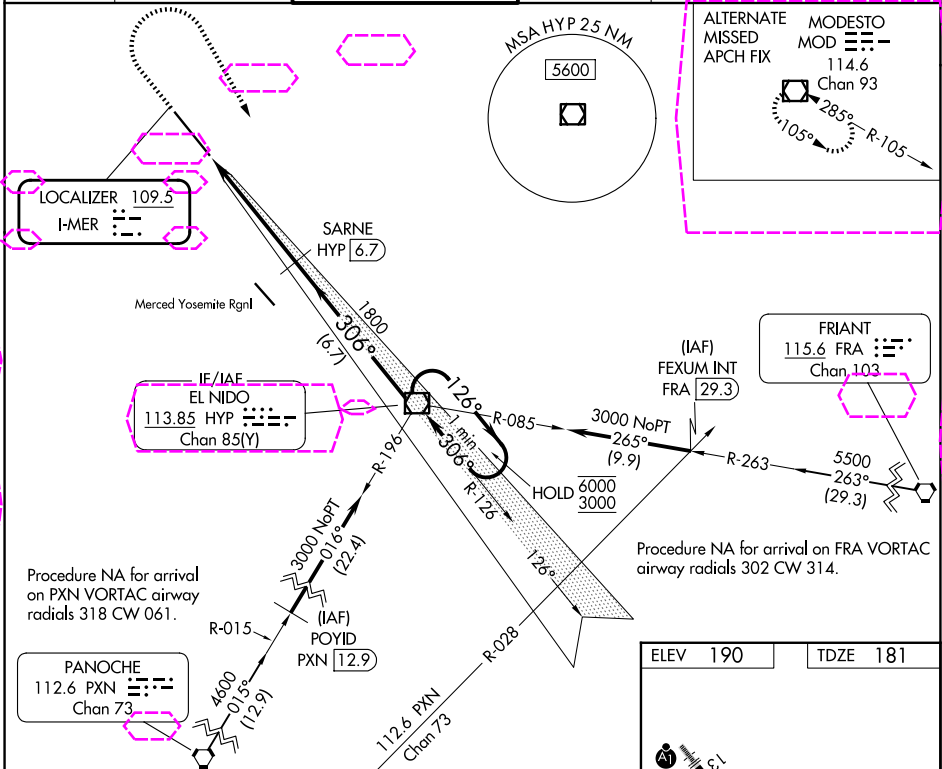 MSA HYP 25 NM
5600
ALTERNATE
MISSED
APCH FIX
MODESTO
MOD
114.6
Chan 93
285°
105°
R-105
LOCALIZER 109.5
I-MER
SARNE
HYP 6.7
Merced Yosemite Rgnl
1800
306°
(6.7)
IF/IAF
EL NIDO
113.85 HYP
Chan 85(Y)
126°
1 min
306°
R-126
126°
HOLD 6000
3000
R-085
3000 NoPT
265°
(9.9)
(IAF)
FEXUM INT
FRA 29.3
FRIANT
115.6 FRA
Chan 103
R-263
5500
263°
(29.3)
Procedure NA for arrival on FRA VORTAC
airway radials 302 CW 314.
R-196
3000 NoPT
016°
(22.4)
Procedure NA for arrival
on PXN VORTAC airway
radials 318 CW 061.
R-015
(IAF)
POYID
PXN 12.9
PANOCHE
112.6 PXN
Chan 73
4600
015°
(12.9)
R-028
112.6 PXN
Chan 73
ELEV 190
TDZE 181
A1
13